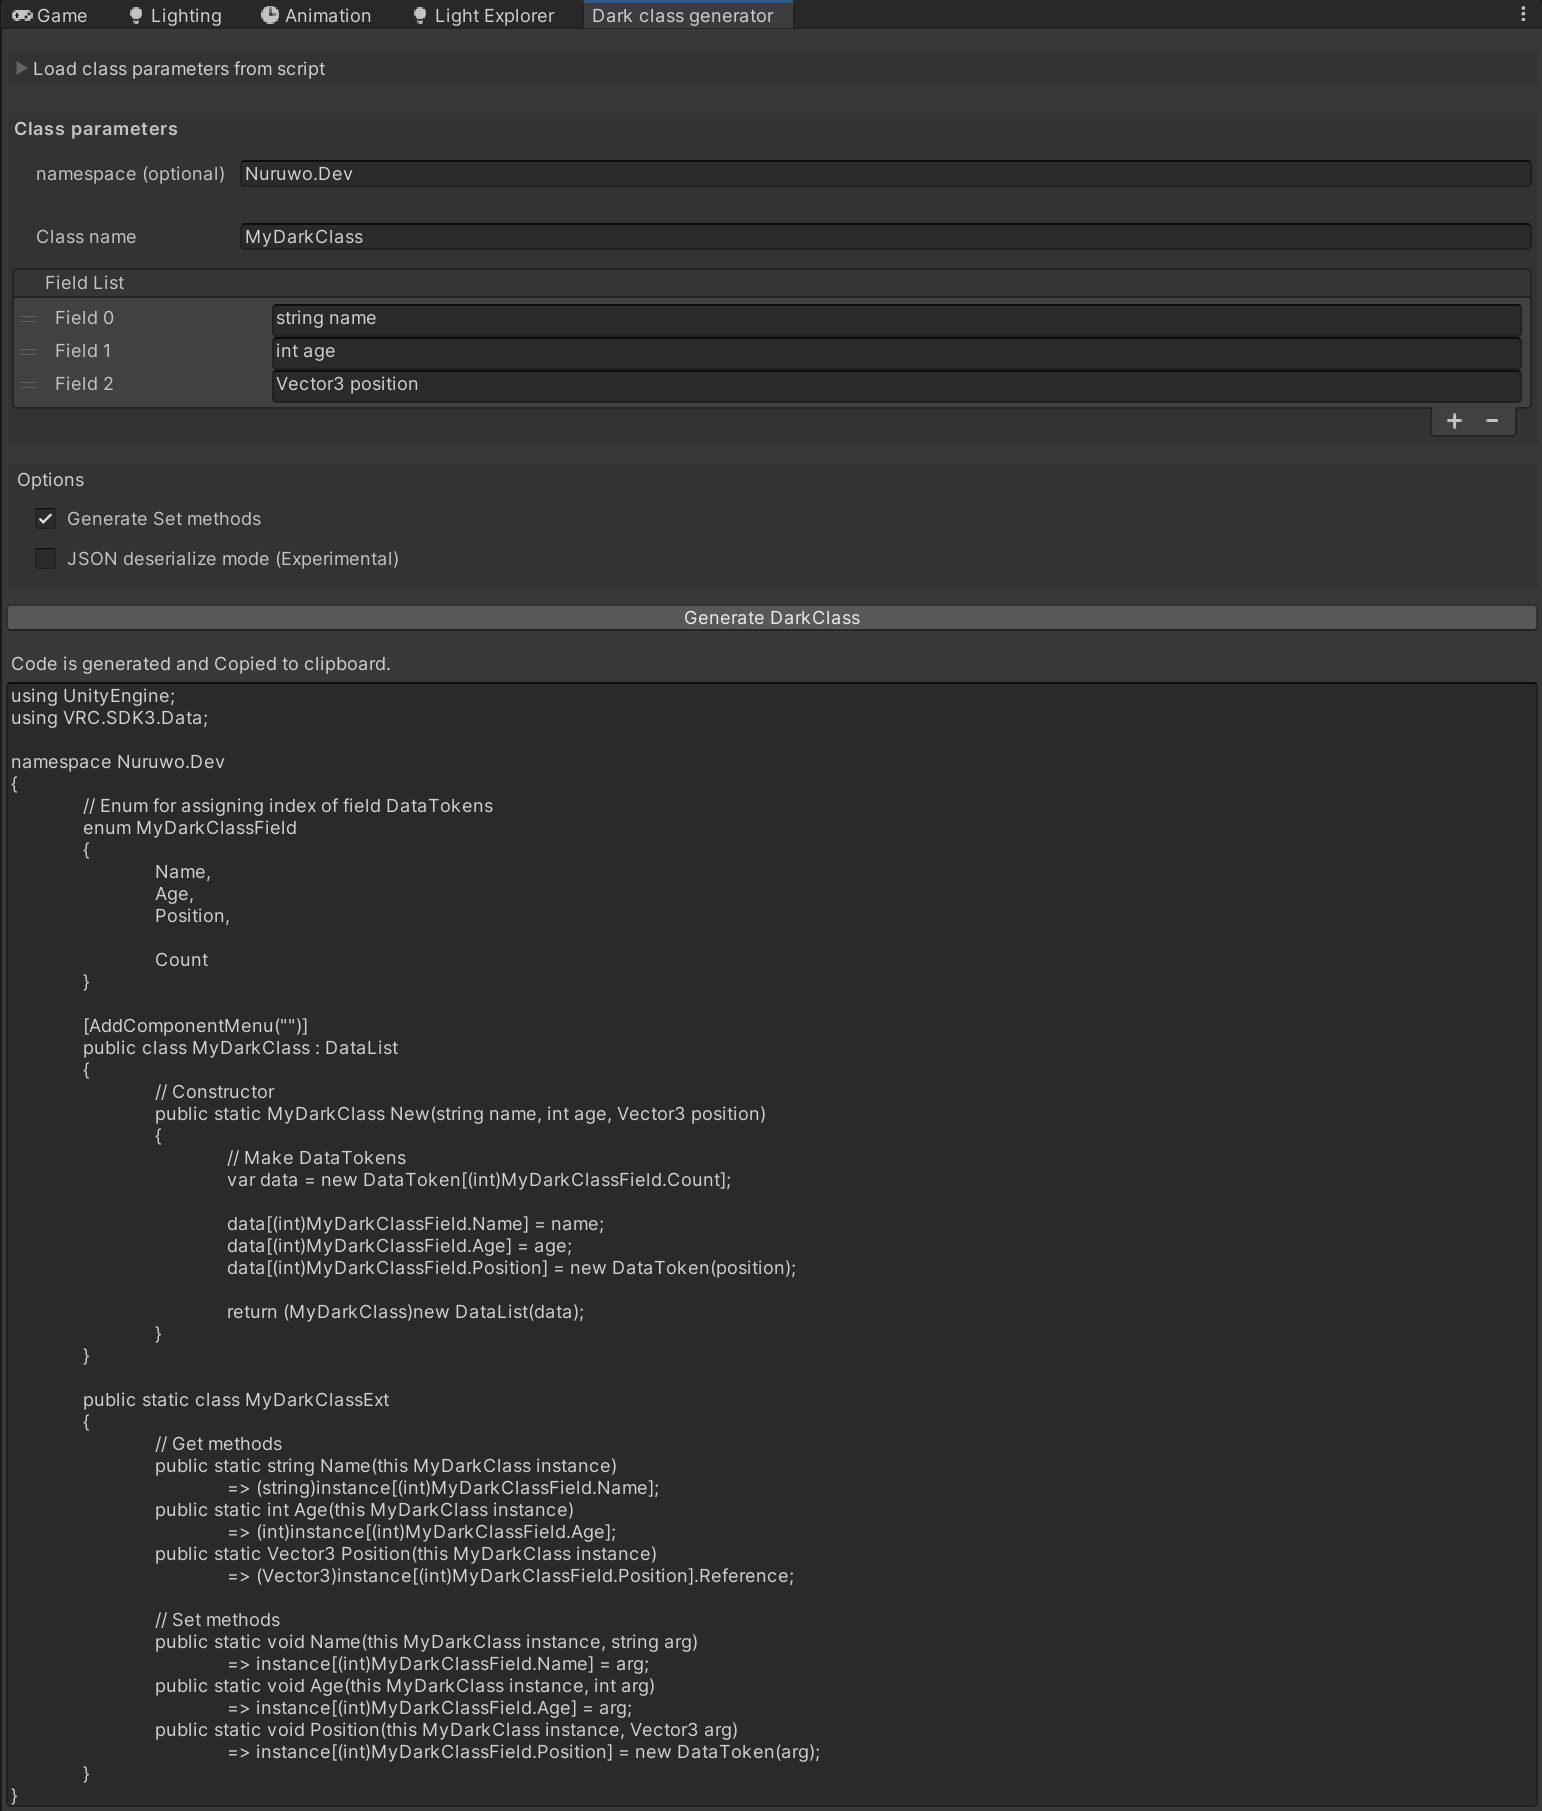 Game Lighting Animation Light Explorer Dark class generator
Load class parameters from script
Class parameters
namespace (optional) Nuruwo.Dev
Class name MyDarkClass
Field List
Field 0 string name
Field 1 int age
Field 2 Vector3 position
+ −
Options
Generate Set methods
JSON deserialize mode (Experimental)
Generate DarkClass
Code is generated and Copied to clipboard.
using UnityEngine;
using VRC.SDK3.Data;

namespace Nuruwo.Dev
{
	// Enum for assigning index of field DataTokens
	enum MyDarkClassField
	{
		Name,
		Age,
		Position,

		Count
	}

	[AddComponentMenu("")]
	public class MyDarkClass : DataList
	{
		// Constructor
		public static MyDarkClass New(string name, int age, Vector3 position)
		{
			// Make DataTokens
			var data = new DataToken[(int)MyDarkClassField.Count];

			data[(int)MyDarkClassField.Name] = name;
			data[(int)MyDarkClassField.Age] = age;
			data[(int)MyDarkClassField.Position] = new DataToken(position);

			return (MyDarkClass)new DataList(data);
		}
	}

	public static class MyDarkClassExt
	{
		// Get methods
		public static string Name(this MyDarkClass instance)
			=> (string)instance[(int)MyDarkClassField.Name];
		public static int Age(this MyDarkClass instance)
			=> (int)instance[(int)MyDarkClassField.Age];
		public static Vector3 Position(this MyDarkClass instance)
			=> (Vector3)instance[(int)MyDarkClassField.Position].Reference;

		// Set methods
		public static void Name(this MyDarkClass instance, string arg)
			=> instance[(int)MyDarkClassField.Name] = arg;
		public static void Age(this MyDarkClass instance, int arg)
			=> instance[(int)MyDarkClassField.Age] = arg;
		public static void Position(this MyDarkClass instance, Vector3 arg)
			=> instance[(int)MyDarkClassField.Position] = new DataToken(arg);
	}
}